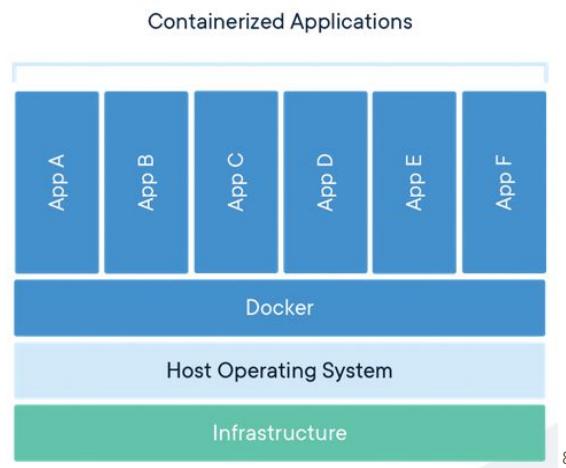 Containerized Applications
App A
App B
App C
App D
App E
App F
Docker
Host Operating System
Infrastructure